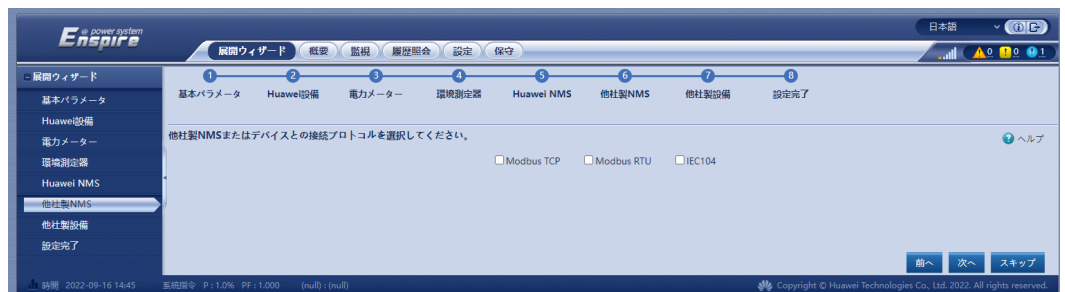 Enspire e power system
日本語
展開ウィザード 概要 監視 履歴照会 設定 保守
0 0 1
展開ウィザード
基本パラメータ
Huawei設備
電力メーター
環境測定器
Huawei NMS
他社製NMS
他社製設備
設定完了
1 2 3 4 5 6 7 8
基本パラメータ Huawei設備 電力メーター 環境測定器 Huawei NMS 他社製NMS 他社製設備 設定完了
他社製NMSまたはデバイスとの接続プロトコルを選択してください。
ヘルプ
Modbus TCP Modbus RTU IEC104
前へ 次へ スキップ
時間 2022-09-16 14:45 系統指令 P : 1.0% PF : 1.000 (null) : (null) Copyright © Huawei Technologies Co., Ltd. 2022. All rights reserved.